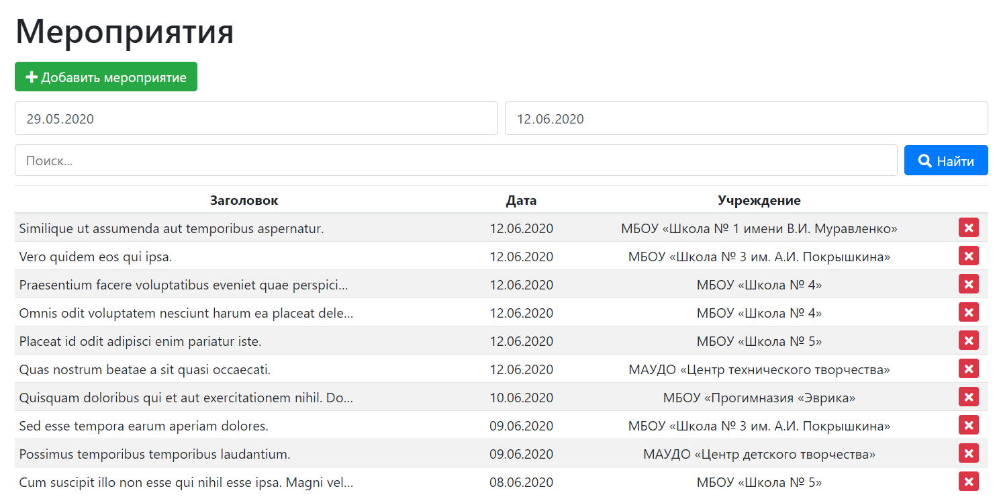 Мероприятия
Добавить мероприятие
29.05.2020 12.06.2020
Поиск... Найти
Заголовок Дата Учреждение
Similique ut assumenda aut temporibus aspernatur. 12.06.2020 МБОУ «Школа № 1 имени В.И. Муравленко»
Vero quidem eos qui ipsa. 12.06.2020 МБОУ «Школа № 3 им. А.И. Покрышкина»
Praesentium facere voluptatibus eveniet quae perspici... 12.06.2020 МБОУ «Школа № 4»
Omnis odit voluptatem nesciunt harum ea placeat dele... 12.06.2020 МБОУ «Школа № 4»
Placeat id odit adipisci enim pariatur iste. 12.06.2020 МБОУ «Школа № 5»
Quas nostrum beatae a sit quasi occaecati. 12.06.2020 МАУДО «Центр технического творчества»
Quisquam doloribus qui et aut exercitationem nihil. Do... 10.06.2020 МБОУ «Прогимназия «Эврика»
Sed esse tempora earum aperiam dolores. 09.06.2020 МБОУ «Школа № 3 им. А.И. Покрышкина»
Possimus temporibus temporibus laudantium. 09.06.2020 МАУДО «Центр детского творчества»
Cum suscipit illo non esse qui nihil esse ipsa. Magni vel... 08.06.2020 МБОУ «Школа № 5»